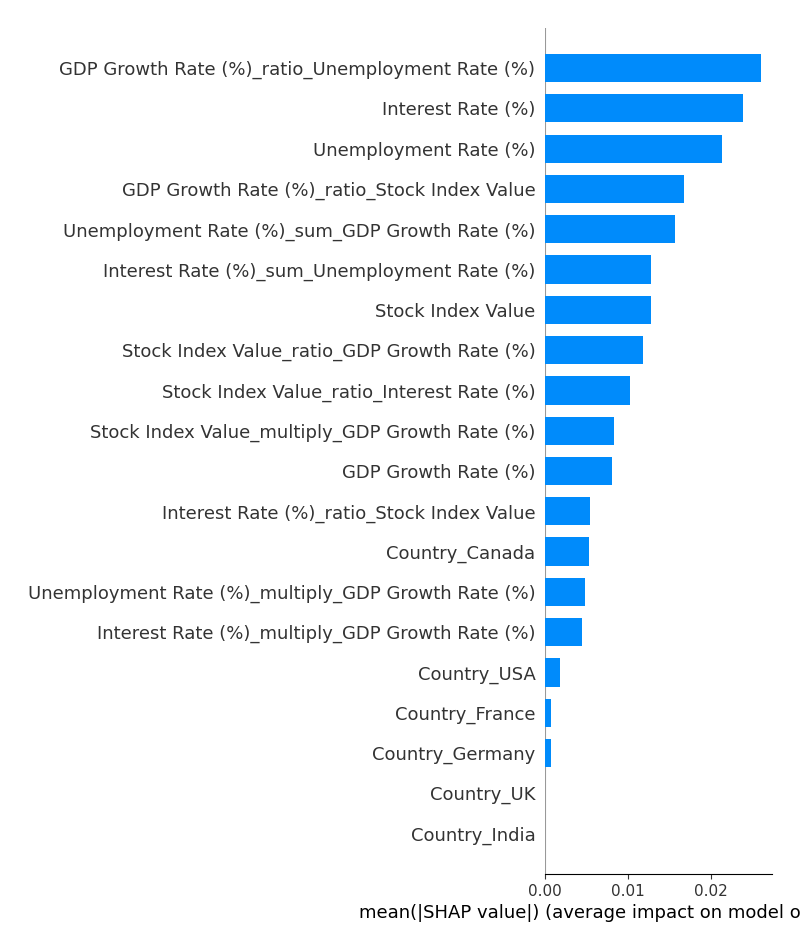 GDP Growth Rate (%)_ratio_Unemployment Rate (%)
Interest Rate (%)
Unemployment Rate (%)
GDP Growth Rate (%)_ratio_Stock Index Value
Unemployment Rate (%)_sum_GDP Growth Rate (%)
Interest Rate (%)_sum_Unemployment Rate (%)
Stock Index Value
Stock Index Value_ratio_GDP Growth Rate (%)
Stock Index Value_ratio_Interest Rate (%)
Stock Index Value_multiply_GDP Growth Rate (%)
GDP Growth Rate (%)
Interest Rate (%)_ratio_Stock Index Value
Country_Canada
Unemployment Rate (%)_multiply_GDP Growth Rate (%)
Interest Rate (%)_multiply_GDP Growth Rate (%)
Country_USA
Country_France
Country_Germany
Country_UK
Country_India
0.00 0.01 0.02
mean(|SHAP value|) (average impact on model o